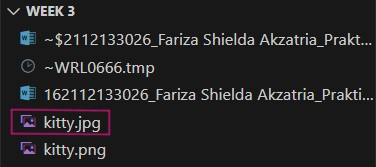 WEEK 3
~$2112133026_Fariza Shielda Akzatria_Prakt...
~WRL0666.tmp
162112133026_Fariza Shielda Akzatria_Prakti...
kitty.jpg
kitty.png